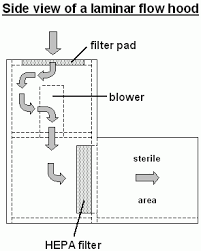 Side view of a laminar flow hood
filter pad
blower
sterile
area
HEPA filter